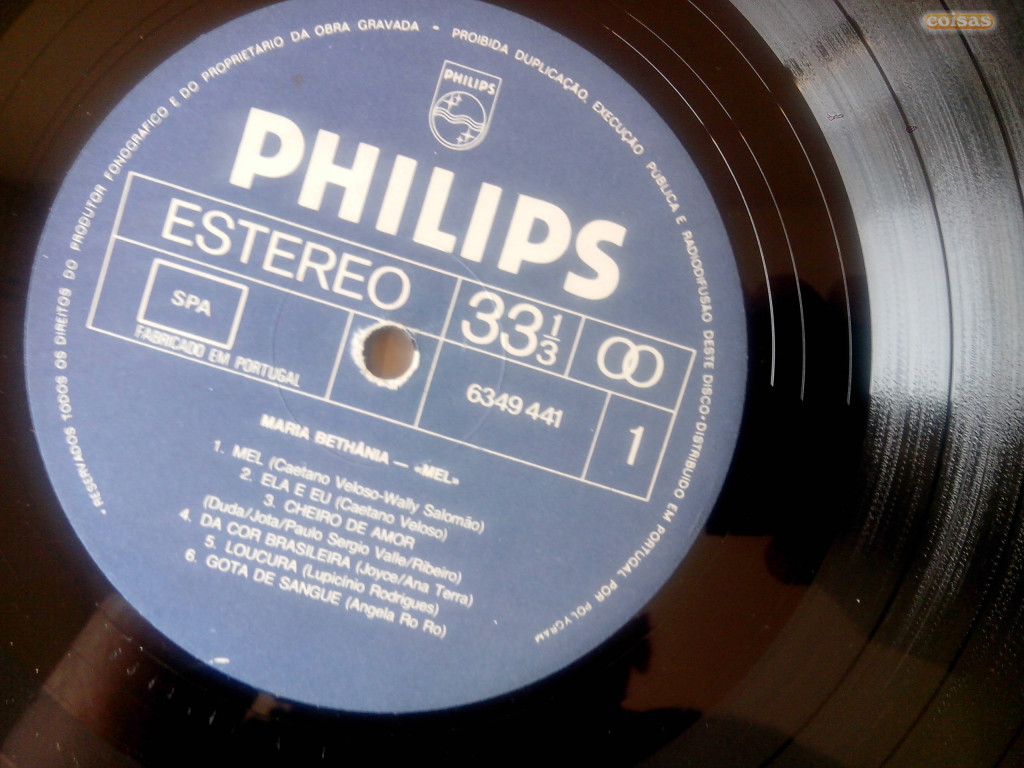 coisas
• RESERVADOS TODOS OS DIREITOS DO PRODUTOR FONOGRÁFICO E DO PROPRIETÁRIO DA OBRA GRAVADA - PROIBIDA DUPLICAÇÃO, EXECUÇÃO PÚBLICA E RADIODIFUSÃO DESTE DISCO • DISTRIBUIDO EM PORTUGAL POR POLYGRAM
PHILIPS
PHILIPS
ESTEREO
33 1/3
SPA
FABRICADO EM PORTUGAL
6349 441
1
MARIA BETHÂNIA — «MEL»
1. MEL (Caetano Veloso-Wally Salomão)
2. ELA E EU (Caetano Veloso)
3. CHEIRO DE AMOR
(Duda/Jota/Paulo Sergio Valle/Ribeiro)
4. DA COR BRASILEIRA (Joyce/Ana Terra)
5. LOUCURA (Lupicínio Rodrigues)
6. GOTA DE SANGUE (Angela Ro Ro)